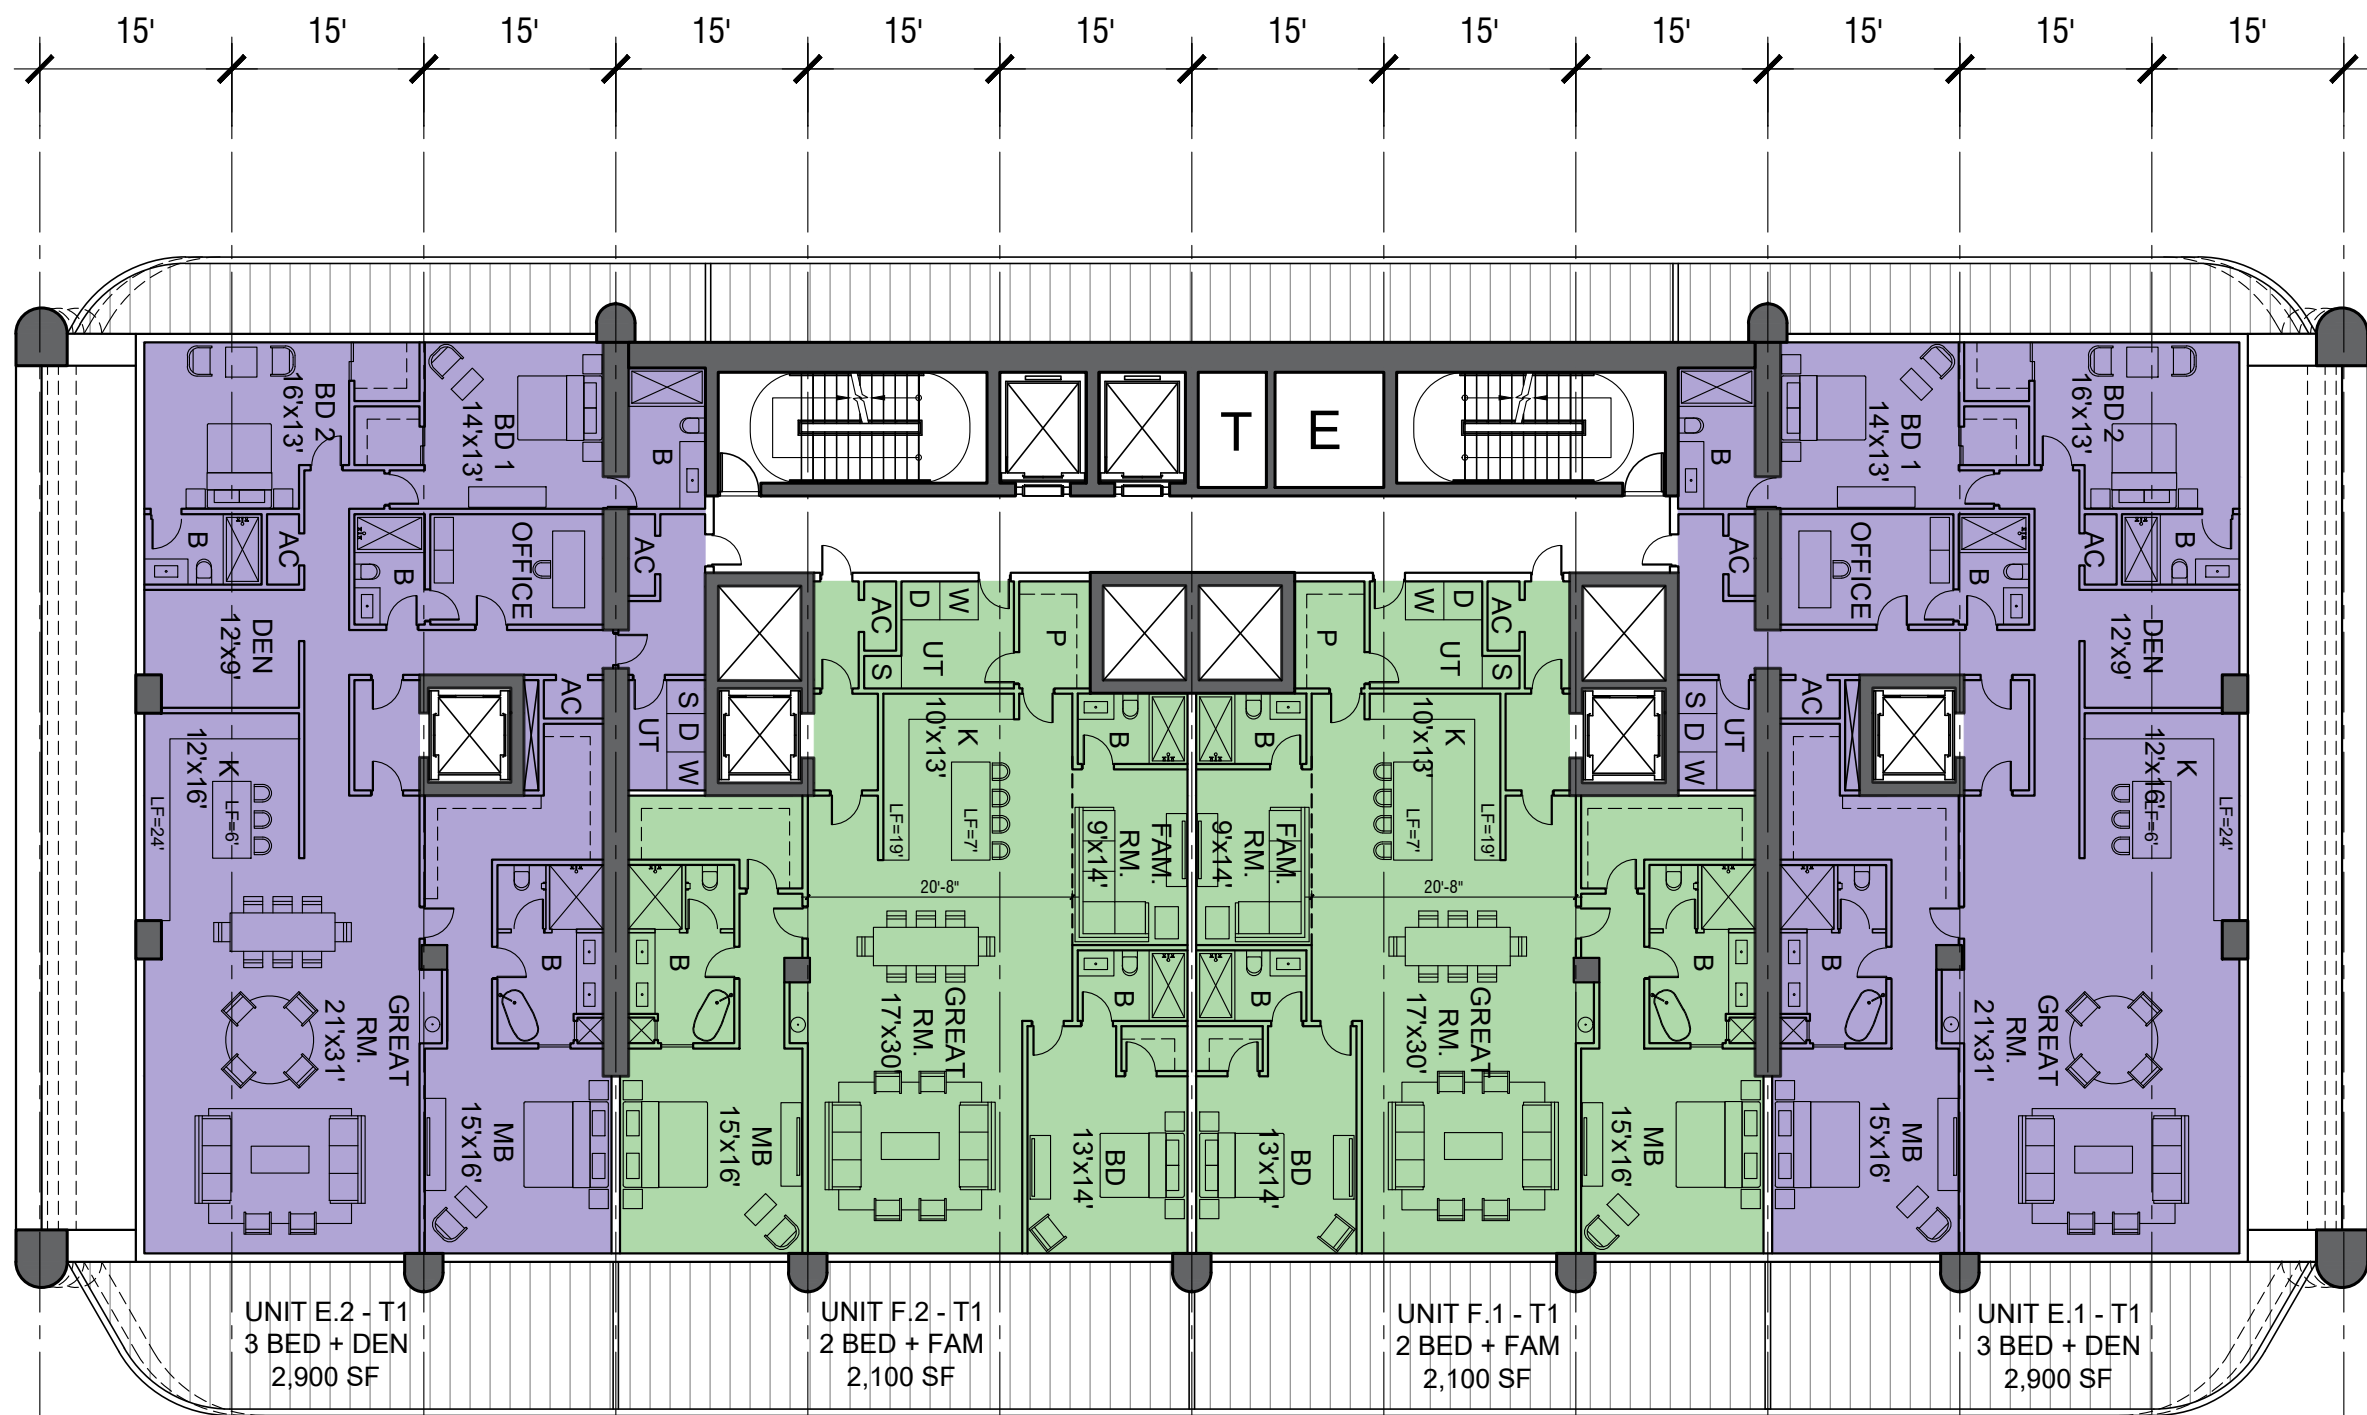 15' 15' 15' 15' 15' 15' 15' 15' 15' 15' 15' 15'
BD 2
16'x13'
BD 1
14'x13'
B
T
E
B
BD 1
14'x13'
BD2
16'x13'
B
AC
B
OFFICE
AC
AC
OFFICE
B
AC
B
DEN
12'x9'
AC
D
W
UT
S
P
P
W
D
UT
AC
S
DEN
12'x9'
AC
UT
S
D
W
K
10'x13'
B
B
K
10'x13'
S
D
W
UT
AC
K
12'x16'
LF=24'
LF=6'
LF=19'
LF=7'
FAM.
RM.
9'x14'
FAM.
RM.
9'x14'
LF=7'
LF=19'
K
12'x16'
LF=6'
LF=24'
20'-8"
20'-8"
B
B
B
B
B
B
GREAT
RM.
21'x31'
GREAT
RM.
17'x30'
GREAT
RM.
17'x30'
GREAT
RM.
21'x31'
MB
15'x16'
MB
15'x16'
BD
13'x14'
BD
13'x14'
MB
15'x16'
MB
15'x16'
UNIT E.2 - T1
3 BED + DEN
2,900 SF
UNIT F.2 - T1
2 BED + FAM
2,100 SF
UNIT F.1 - T1
2 BED + FAM
2,100 SF
UNIT E.1 - T1
3 BED + DEN
2,900 SF